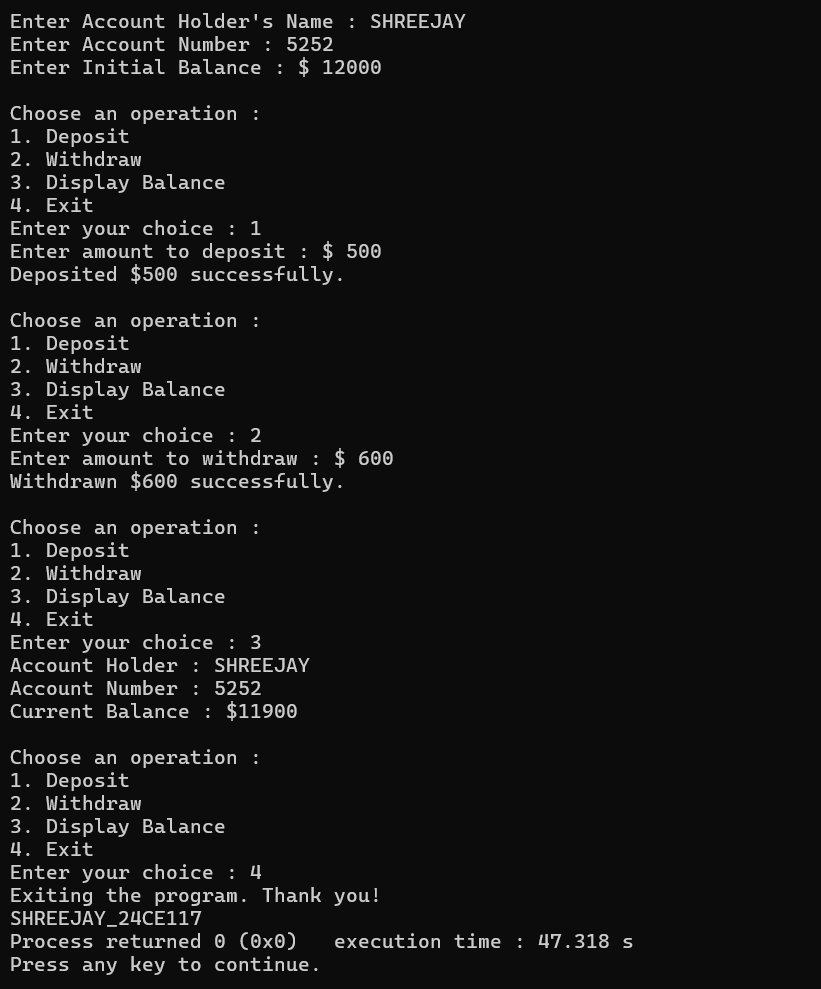 Enter Account Holder's Name : SHREEJAY
Enter Account Number : 5252
Enter Initial Balance : $ 12000
Choose an operation :
1. Deposit
2. Withdraw
3. Display Balance
4. Exit
Enter your choice : 1
Enter amount to deposit : $ 500
Deposited $500 successfully.
Choose an operation :
1. Deposit
2. Withdraw
3. Display Balance
4. Exit
Enter your choice : 2
Enter amount to withdraw : $ 600
Withdrawn $600 successfully.
Choose an operation :
1. Deposit
2. Withdraw
3. Display Balance
4. Exit
Enter your choice : 3
Account Holder : SHREEJAY
Account Number : 5252
Current Balance : $11900
Choose an operation :
1. Deposit
2. Withdraw
3. Display Balance
4. Exit
Enter your choice : 4
Exiting the program. Thank you!
SHREEJAY_24CE117
Process returned 0 (0x0)   execution time : 47.318 s
Press any key to continue.